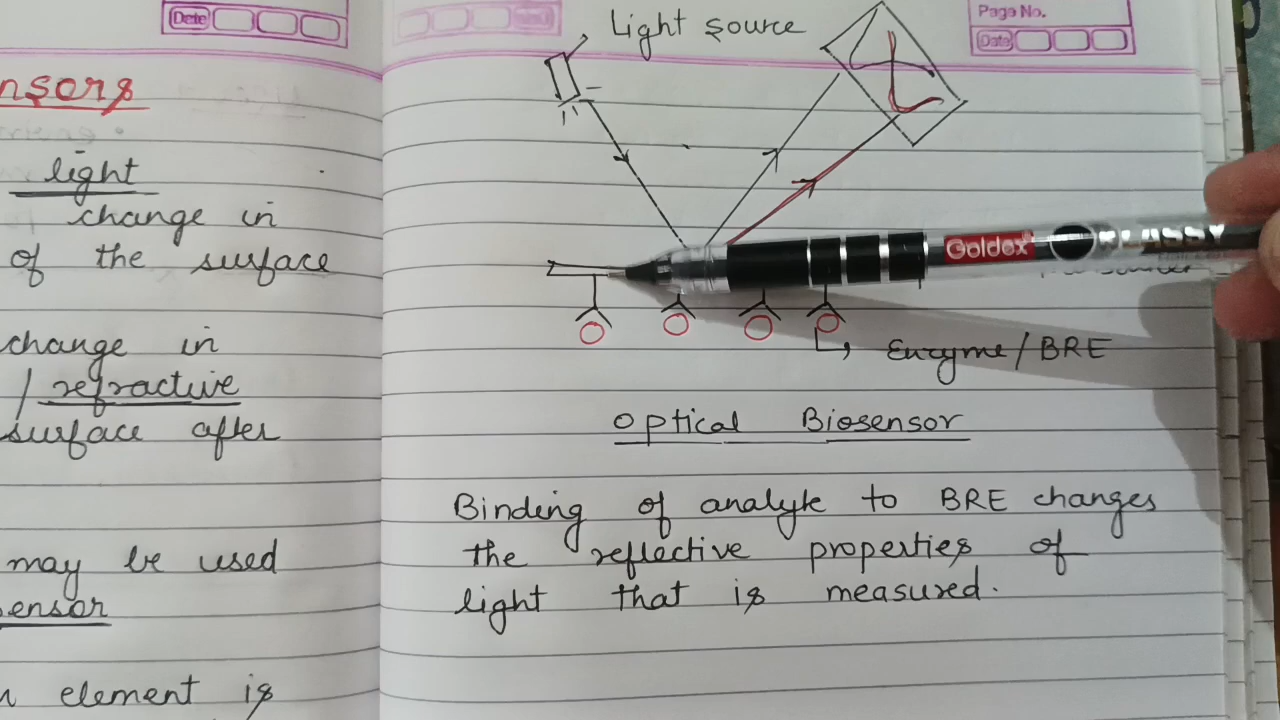 Date
Page No.
Date
nsors
light
change in
of the surface
change in
/ refractive
surface after
may be used
ensor
element is
Light source
Goldex
KLASSY
Enzyme/BRE
Optical Biosensor
Binding of analyte to BRE changes
the reflective properties of
light that is measured.